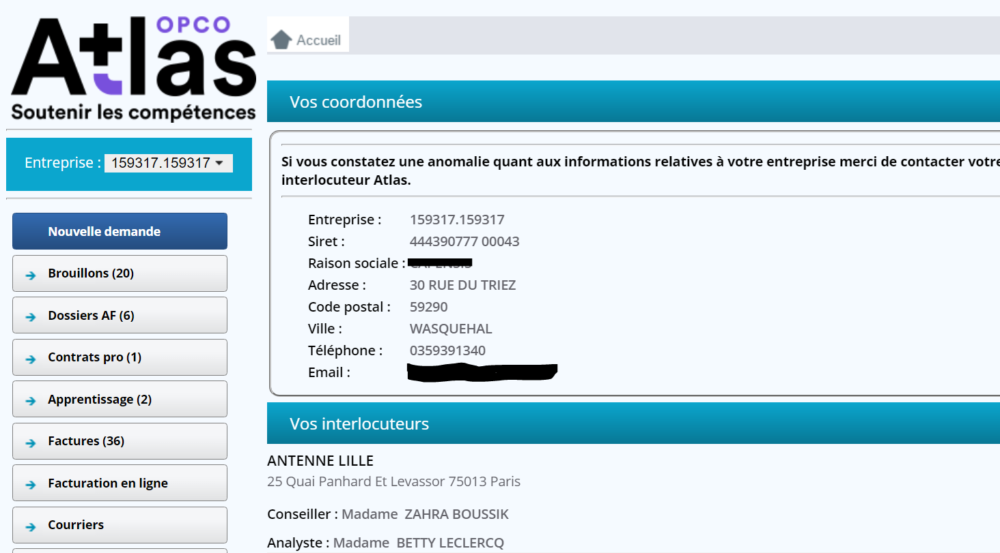 OPCO
Atlas
Soutenir les compétences
Accueil
Entreprise : 159317.159317
Nouvelle demande
Brouillons (20)
Dossiers AF (6)
Contrats pro (1)
Apprentissage (2)
Factures (36)
Facturation en ligne
Courriers
Vos coordonnées
Si vous constatez une anomalie quant aux informations relatives à votre entreprise merci de contacter votre
interlocuteur Atlas.
Entreprise : 159317.159317
Siret : 444390777 00043
Raison sociale :
Adresse : 30 RUE DU TRIEZ
Code postal : 59290
Ville : WASQUEHAL
Téléphone : 0359391340
Email :
Vos interlocuteurs
ANTENNE LILLE
25 Quai Panhard Et Levassor 75013 Paris
Conseiller : Madame ZAHRA BOUSSIK
Analyste : Madame BETTY LECLERCQ